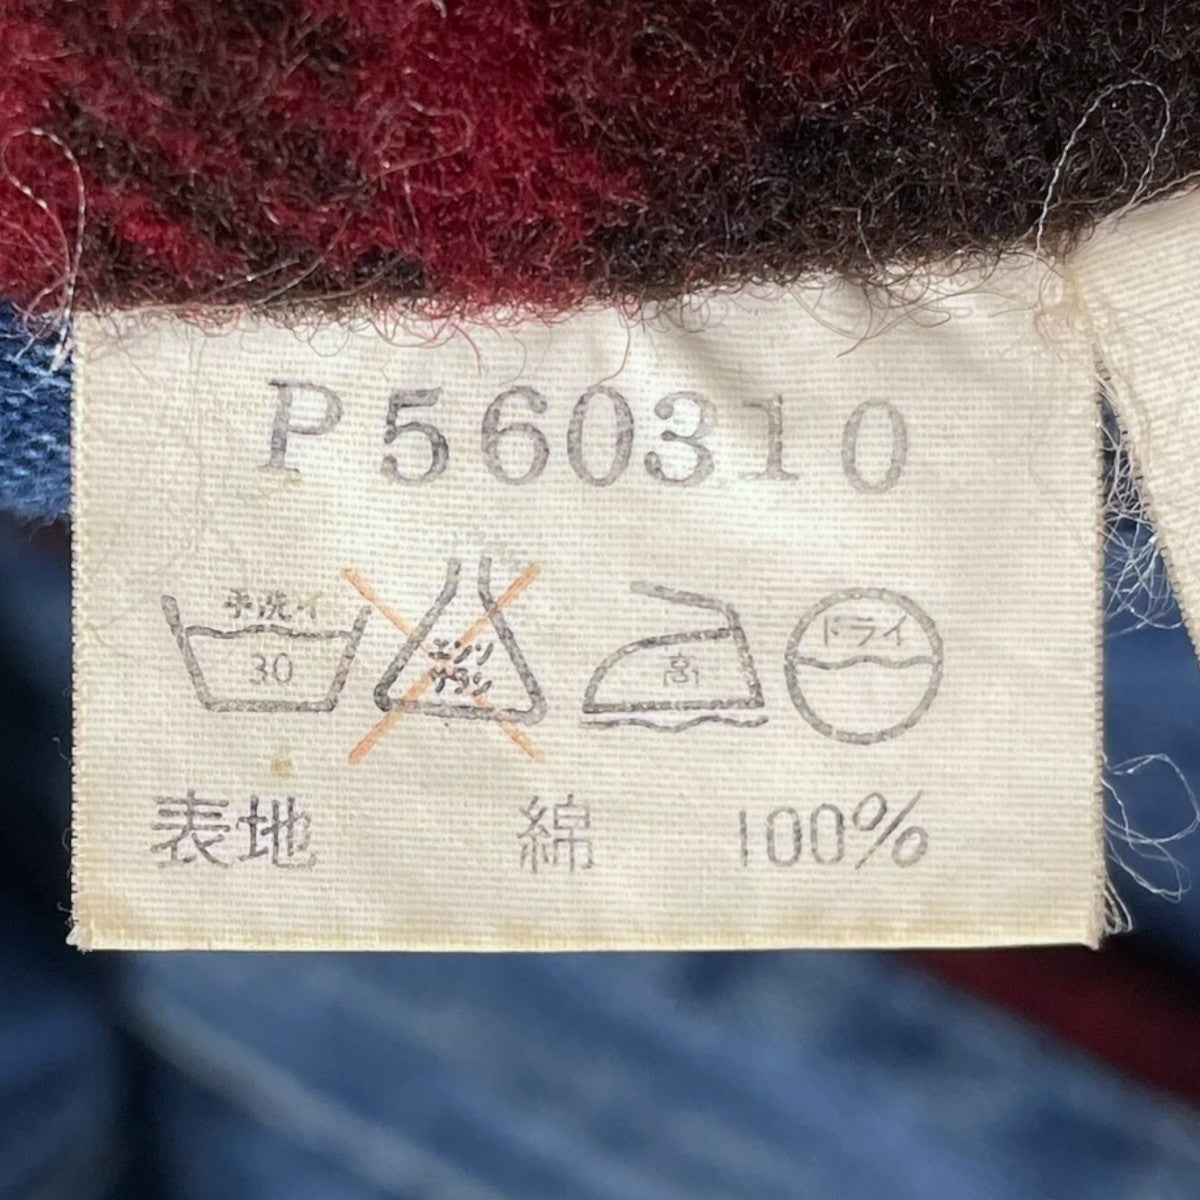 P560310
手洗イ エンソ ドライ
30 サラシ 高
表地 綿 100%